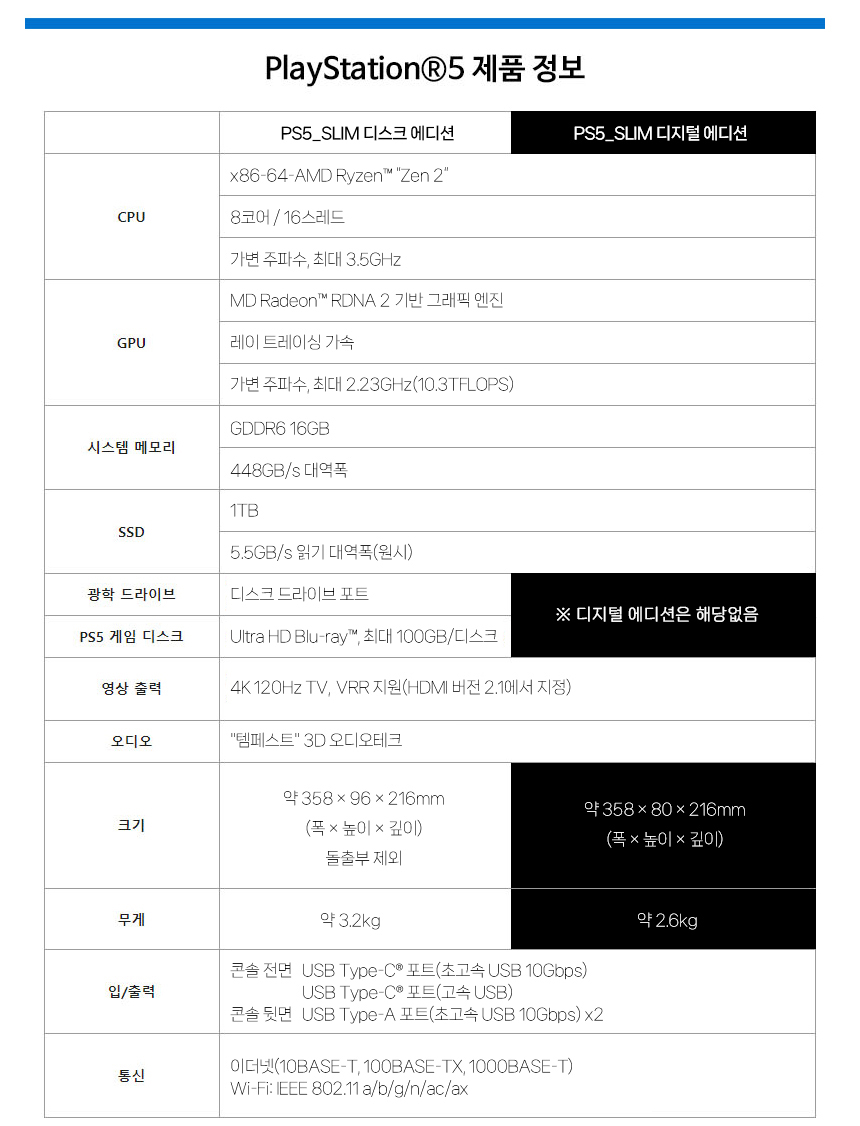 PlayStation®5 제품 정보
PS5_SLIM 디스크 에디션
PS5_SLIM 디지털 에디션
CPU
x86-64-AMD Ryzen™ "Zen 2"
8코어 / 16스레드
가변 주파수, 최대 3.5GHz
GPU
MD Radeon™ RDNA 2 기반 그래픽 엔진
레이 트레이싱 가속
가변 주파수, 최대 2.23GHz(10.3TFLOPS)
시스템 메모리
GDDR6 16GB
448GB/s 대역폭
SSD
1TB
5.5GB/s 읽기 대역폭(원시)
광학 드라이브
디스크 드라이브 포트
※ 디지털 에디션은 해당없음
PS5 게임 디스크
Ultra HD Blu-ray™, 최대 100GB/디스크
영상 출력
4K 120Hz TV, VRR 지원(HDMI 버전 2.1에서 지정)
오디오
"템페스트" 3D 오디오테크
크기
약 358 × 96 × 216mm
(폭 × 높이 × 깊이)
돌출부 제외
약 358 × 80 × 216mm
(폭 × 높이 × 깊이)
무게
약 3.2kg
약 2.6kg
입/출력
콘솔 전면 USB Type-C® 포트(초고속 USB 10Gbps)
USB Type-C® 포트(고속 USB)
콘솔 뒷면 USB Type-A 포트(초고속 USB 10Gbps) x2
통신
이더넷(10BASE-T, 100BASE-TX, 1000BASE-T)
Wi-Fi: IEEE 802.11 a/b/g/n/ac/ax